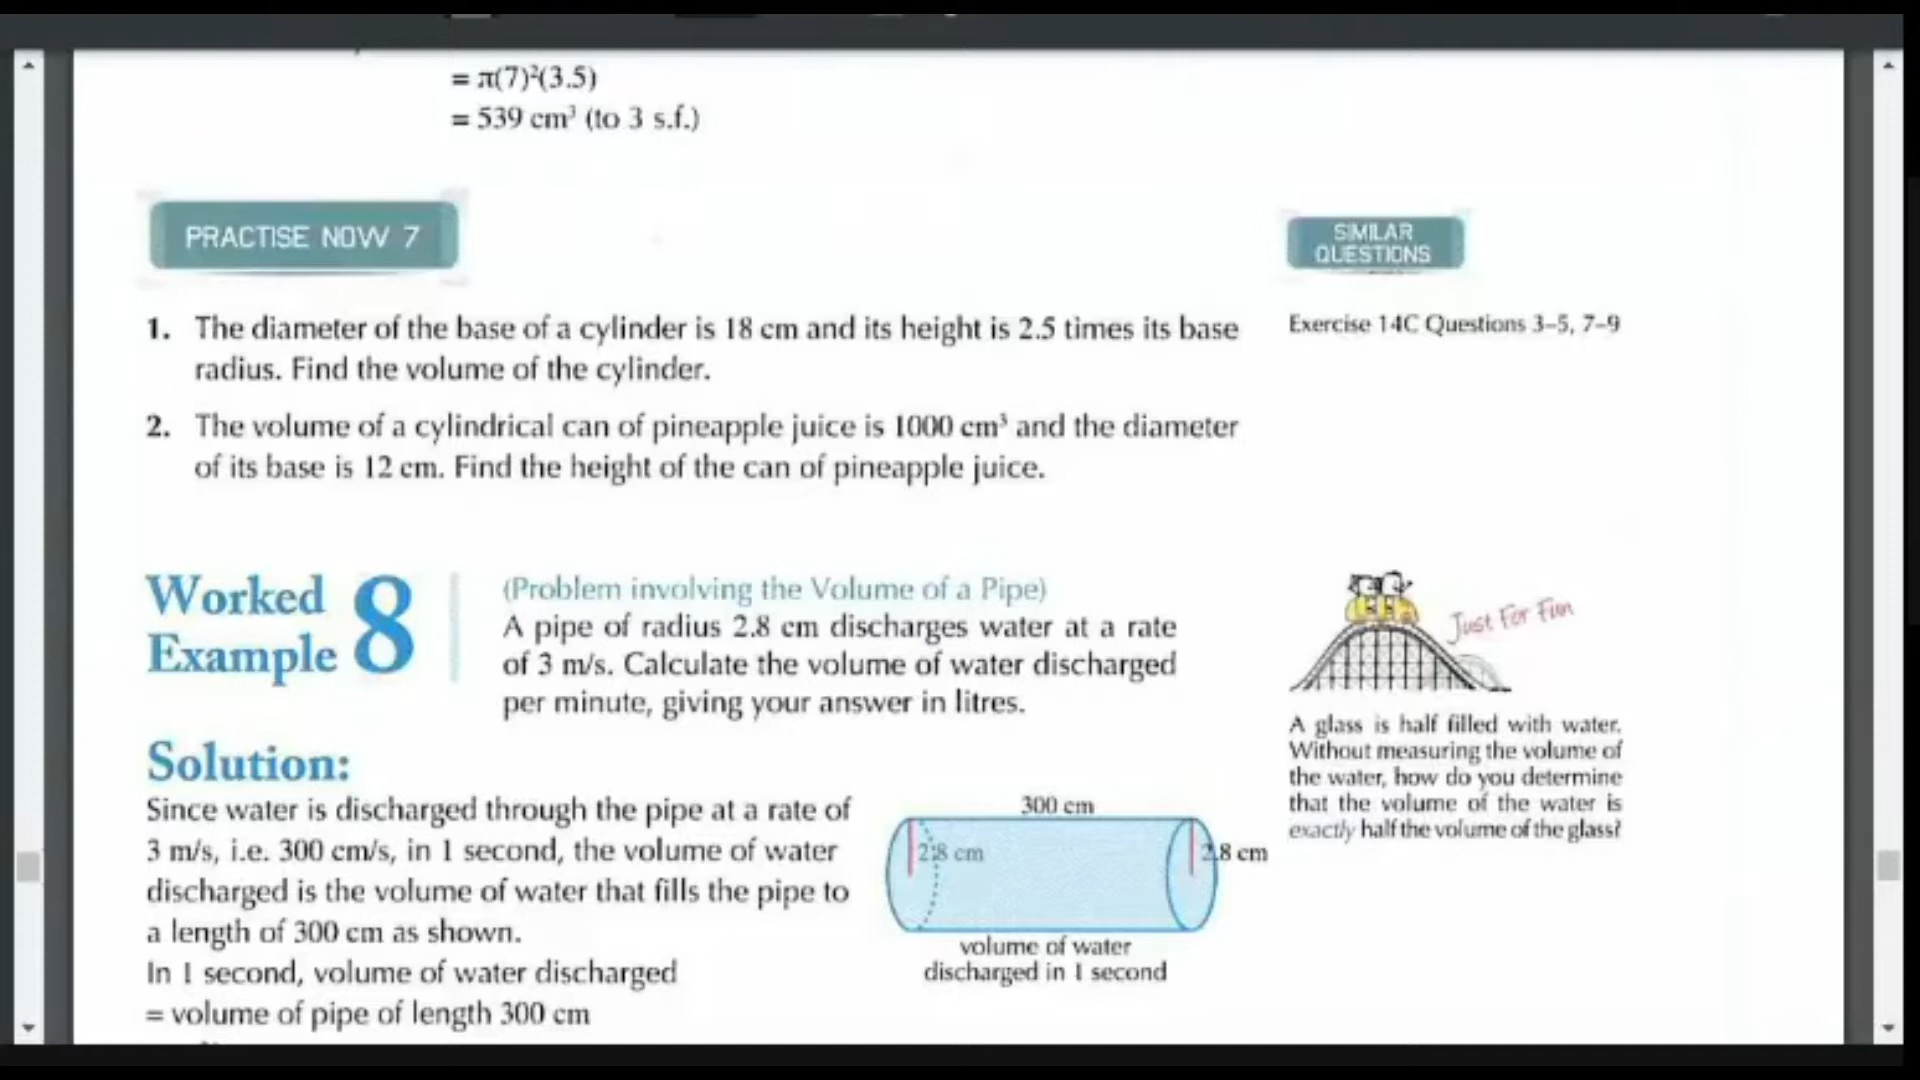 = π(7)²(3.5)
= 539 cm³ (to 3 s.f.)
PRACTISE NOW 7
SIMILAR
QUESTIONS
1. The diameter of the base of a cylinder is 18 cm and its height is 2.5 times its base
radius. Find the volume of the cylinder.
Exercise 14C Questions 3–5, 7–9
2. The volume of a cylindrical can of pineapple juice is 1000 cm³ and the diameter
of its base is 12 cm. Find the height of the can of pineapple juice.
Worked
Example 8
(Problem involving the Volume of a Pipe)
A pipe of radius 2.8 cm discharges water at a rate
of 3 m/s. Calculate the volume of water discharged
per minute, giving your answer in litres.
Solution:
Since water is discharged through the pipe at a rate of
3 m/s, i.e. 300 cm/s, in 1 second, the volume of water
discharged is the volume of water that fills the pipe to
a length of 300 cm as shown.
In 1 second, volume of water discharged
= volume of pipe of length 300 cm
300 cm
2.8 cm
2.8 cm
volume of water
discharged in 1 second
Just For Fun
A glass is half filled with water.
Without measuring the volume of
the water, how do you determine
that the volume of the water is
exactly half the volume of the glass?